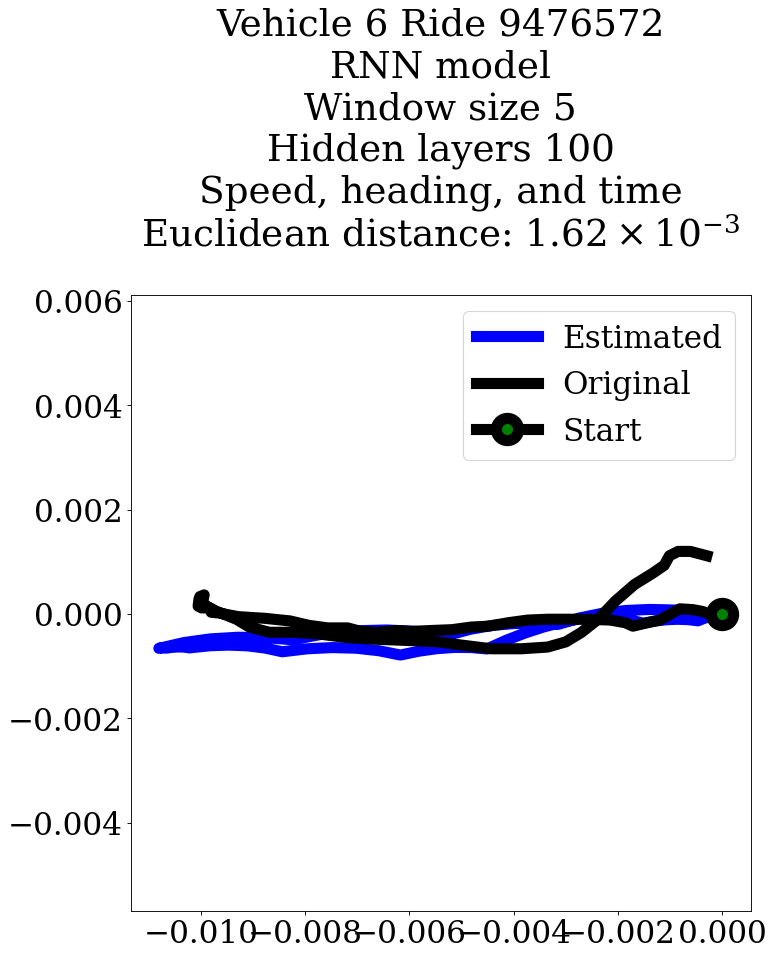 Vehicle 6 Ride 9476572
RNN model
Window size 5
Hidden layers 100
Speed, heading, and time
Euclidean distance: 1.62 × 10⁻³
0.006
0.004
0.002
0.000
−0.002
−0.004
Estimated
Original
Start
−0.010 −0.008 −0.006 −0.004 −0.002 0.000